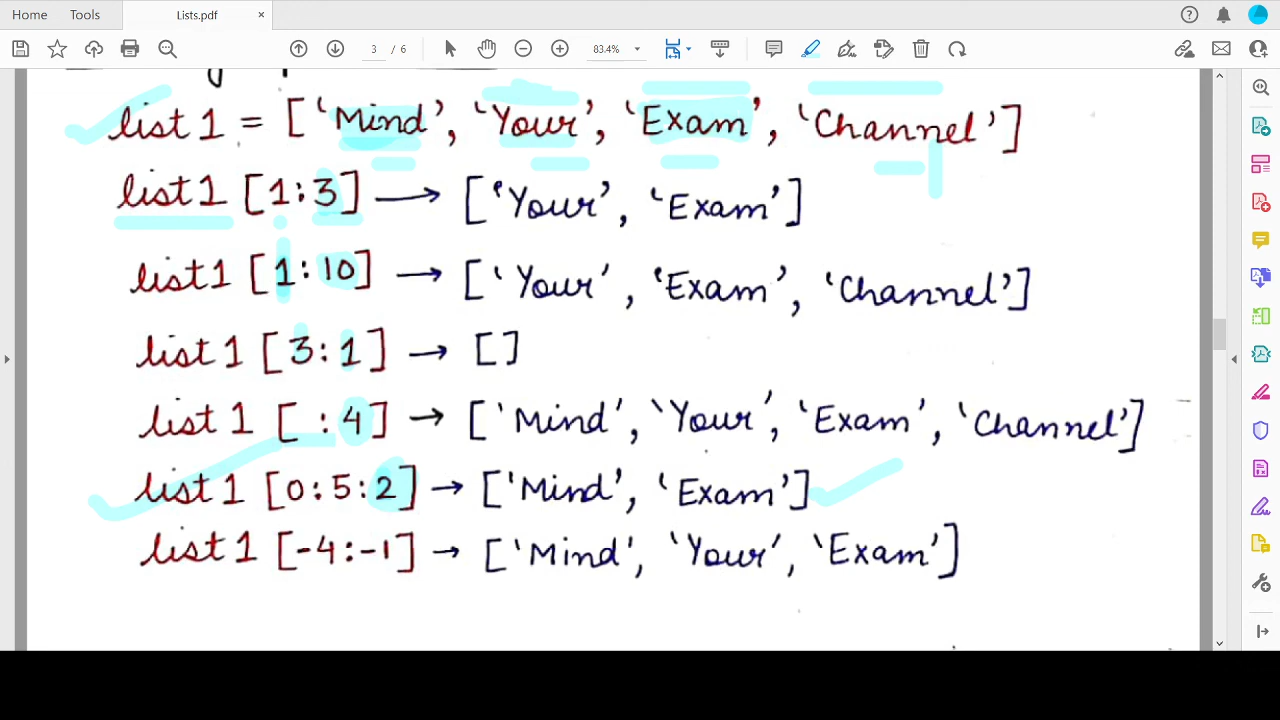 Home Tools Lists.pdf ×
3 / 6 83.4%
list1 = ['Mind', 'Your', 'Exam', 'Channel']
list1 [1:3] → ['Your', 'Exam']
list1 [1:10] → ['Your', 'Exam', 'Channel']
list1 [3:1] → []
list1 [ :4] → ['Mind', 'Your', 'Exam', 'Channel']
list1 [0:5:2] → ['Mind', 'Exam']
list1 [-4:-1] → ['Mind', 'Your', 'Exam']